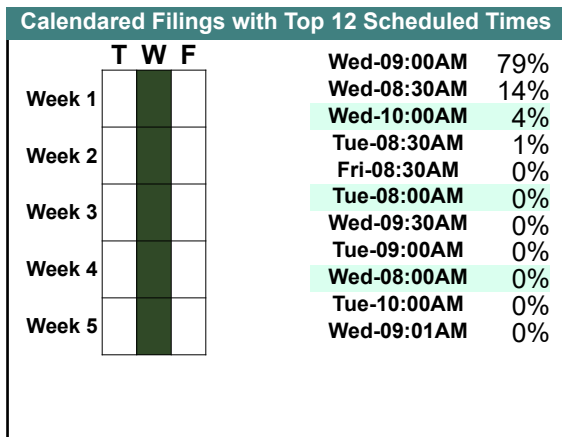 Calendared Filings with Top 12 Scheduled Times
T W F
Week 1
Week 2
Week 3
Week 4
Week 5
Wed-09:00AM 79%
Wed-08:30AM 14%
Wed-10:00AM 4%
Tue-08:30AM 1%
Fri-08:30AM 0%
Tue-08:00AM 0%
Wed-09:30AM 0%
Tue-09:00AM 0%
Wed-08:00AM 0%
Tue-10:00AM 0%
Wed-09:01AM 0%